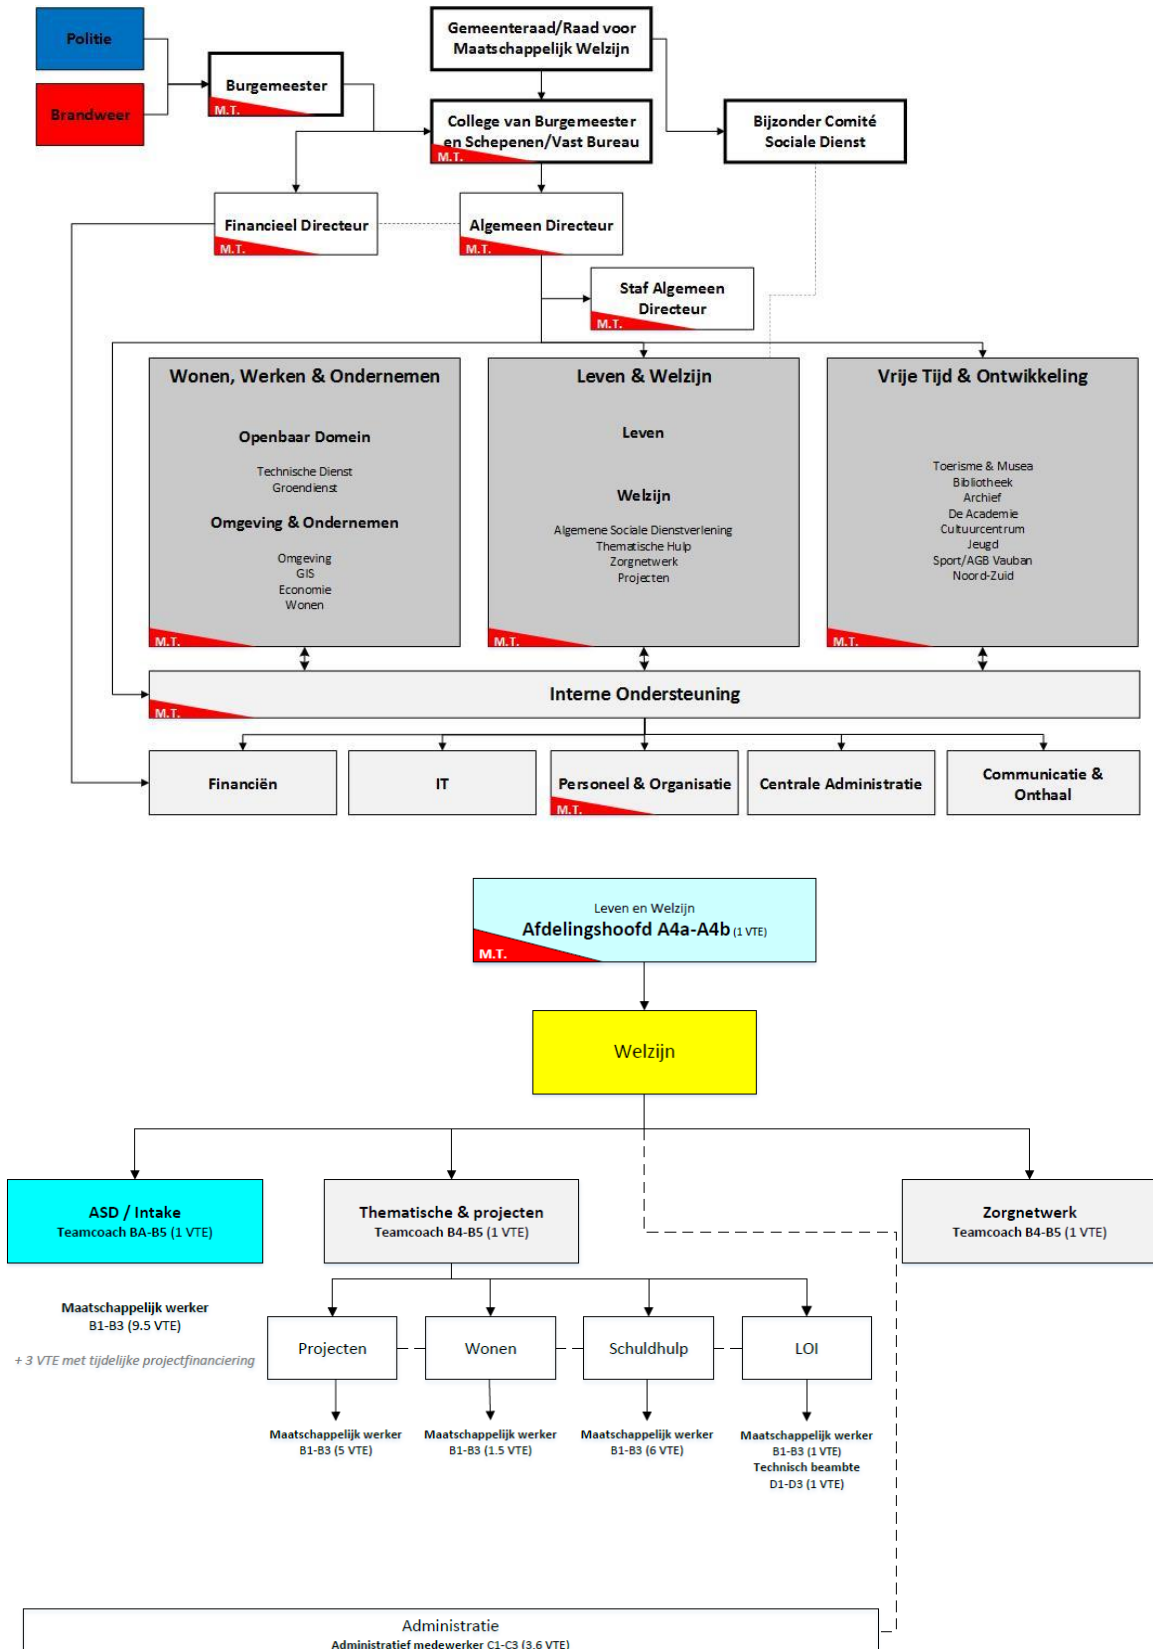 Politie
Brandweer
Burgemeester
M.T.
Gemeenteraad/Raad voor
Maatschappelijk Welzijn
College van Burgemeester
en Schepenen/Vast Bureau
M.T.
Bijzonder Comité
Sociale Dienst
Financieel Directeur
M.T.
Algemeen Directeur
M.T.
Staf Algemeen
Directeur
M.T.
Wonen, Werken & Ondernemen
Openbaar Domein
Technische Dienst
Groendienst
Omgeving & Ondernemen
Omgeving
GIS
Economie
Wonen
M.T.
Leven & Welzijn
Leven
Welzijn
Algemene Sociale Dienstverlening
Thematische Hulp
Zorgnetwerk
Projecten
M.T.
Vrije Tijd & Ontwikkeling
Toerisme & Musea
Bibliotheek
Archief
De Academie
Cultuurcentrum
Jeugd
Sport/AGB Vauban
Noord-Zuid
M.T.
Interne Ondersteuning
M.T.
Financiën
IT
Personeel & Organisatie
M.T.
Centrale Administratie
Communicatie &
Onthaal
Leven en Welzijn
Afdelingshoofd A4a-A4b (1 VTE)
M.T.
Welzijn
ASD / Intake
Teamcoach BA-B5 (1 VTE)
Maatschappelijk werker
B1-B3 (9.5 VTE)
+ 3 VTE met tijdelijke projectfinanciering
Thematische & projecten
Teamcoach B4-B5 (1 VTE)
Zorgnetwerk
Teamcoach B4-B5 (1 VTE)
Projecten
Wonen
Schuldhulp
LOI
Maatschappelijk werker
B1-B3 (5 VTE)
Maatschappelijk werker
B1-B3 (1.5 VTE)
Maatschappelijk werker
B1-B3 (6 VTE)
Maatschappelijk werker
B1-B3 (1 VTE)
Technisch beambte
D1-D3 (1 VTE)
Administratie
Administratief medewerker C1-C3 (3.6 VTE)